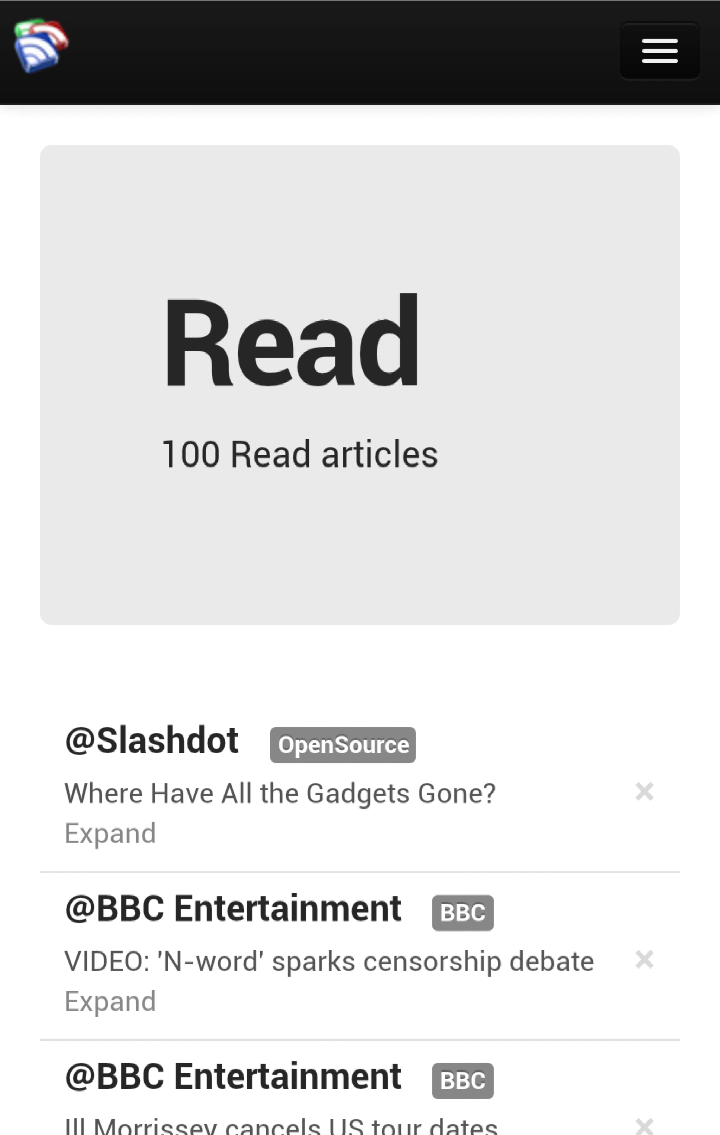 Read
100 Read articles
@Slashdot OpenSource
Where Have All the Gadgets Gone?
×
Expand
@BBC Entertainment BBC
VIDEO: 'N-word' sparks censorship debate
×
Expand
@BBC Entertainment BBC
Ill Morrissey cancels US tour dates
×